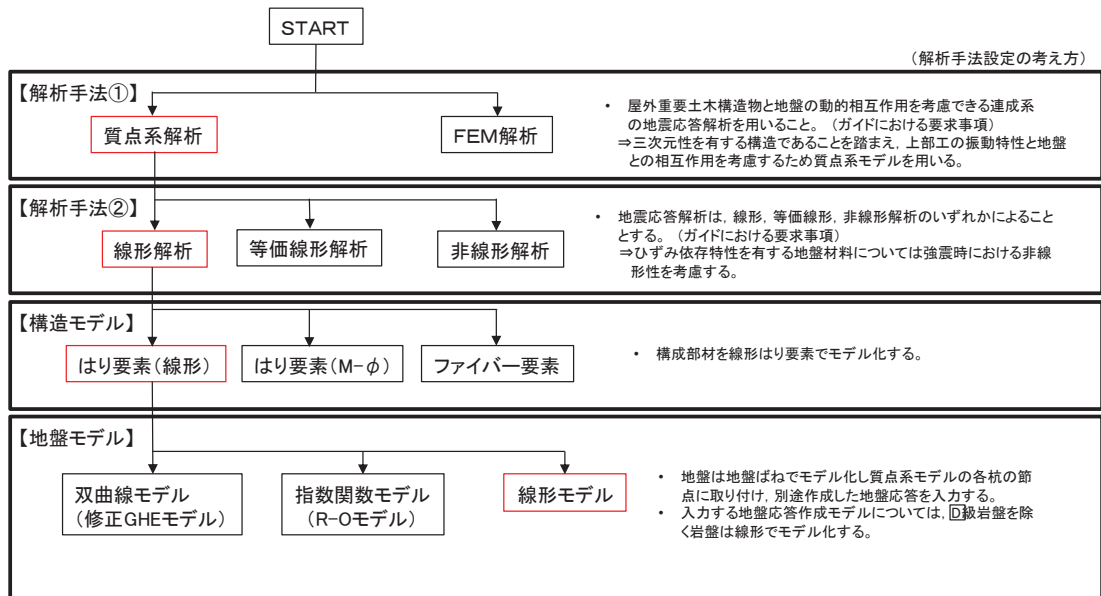 START
(解析手法設定の考え方)
【解析手法①】
質点系解析
FEM解析
・ 屋外重要土木構造物と地盤の動的相互作用を考慮できる連成系
の地震応答解析を用いること。（ガイドにおける要求事項）
⇒三次元性を有する構造であることを踏まえ，上部工の振動特性と地盤
との相互作用を考慮するため質点系モデルを用いる。
【解析手法②】
線形解析
等価線形解析
非線形解析
・ 地震応答解析は，線形，等価線形，非線形解析のいずれかによること
とする。（ガイドにおける要求事項）
⇒ひずみ依存特性を有する地盤材料については強震時における非線
形性を考慮する。
【構造モデル】
はり要素(線形)
はり要素(M-φ)
ファイバー要素
・ 構成部材を線形はり要素でモデル化する。
【地盤モデル】
双曲線モデル
(修正GHEモデル)
指数関数モデル
(R-Oモデル)
線形モデル
・ 地盤は地盤ばねでモデル化し質点系モデルの各杭の節
点に取り付け，別途作成した地盤応答を入力する。
・ 入力する地盤応答作成モデルについては，D級岩盤を除
く岩盤は線形でモデル化する。